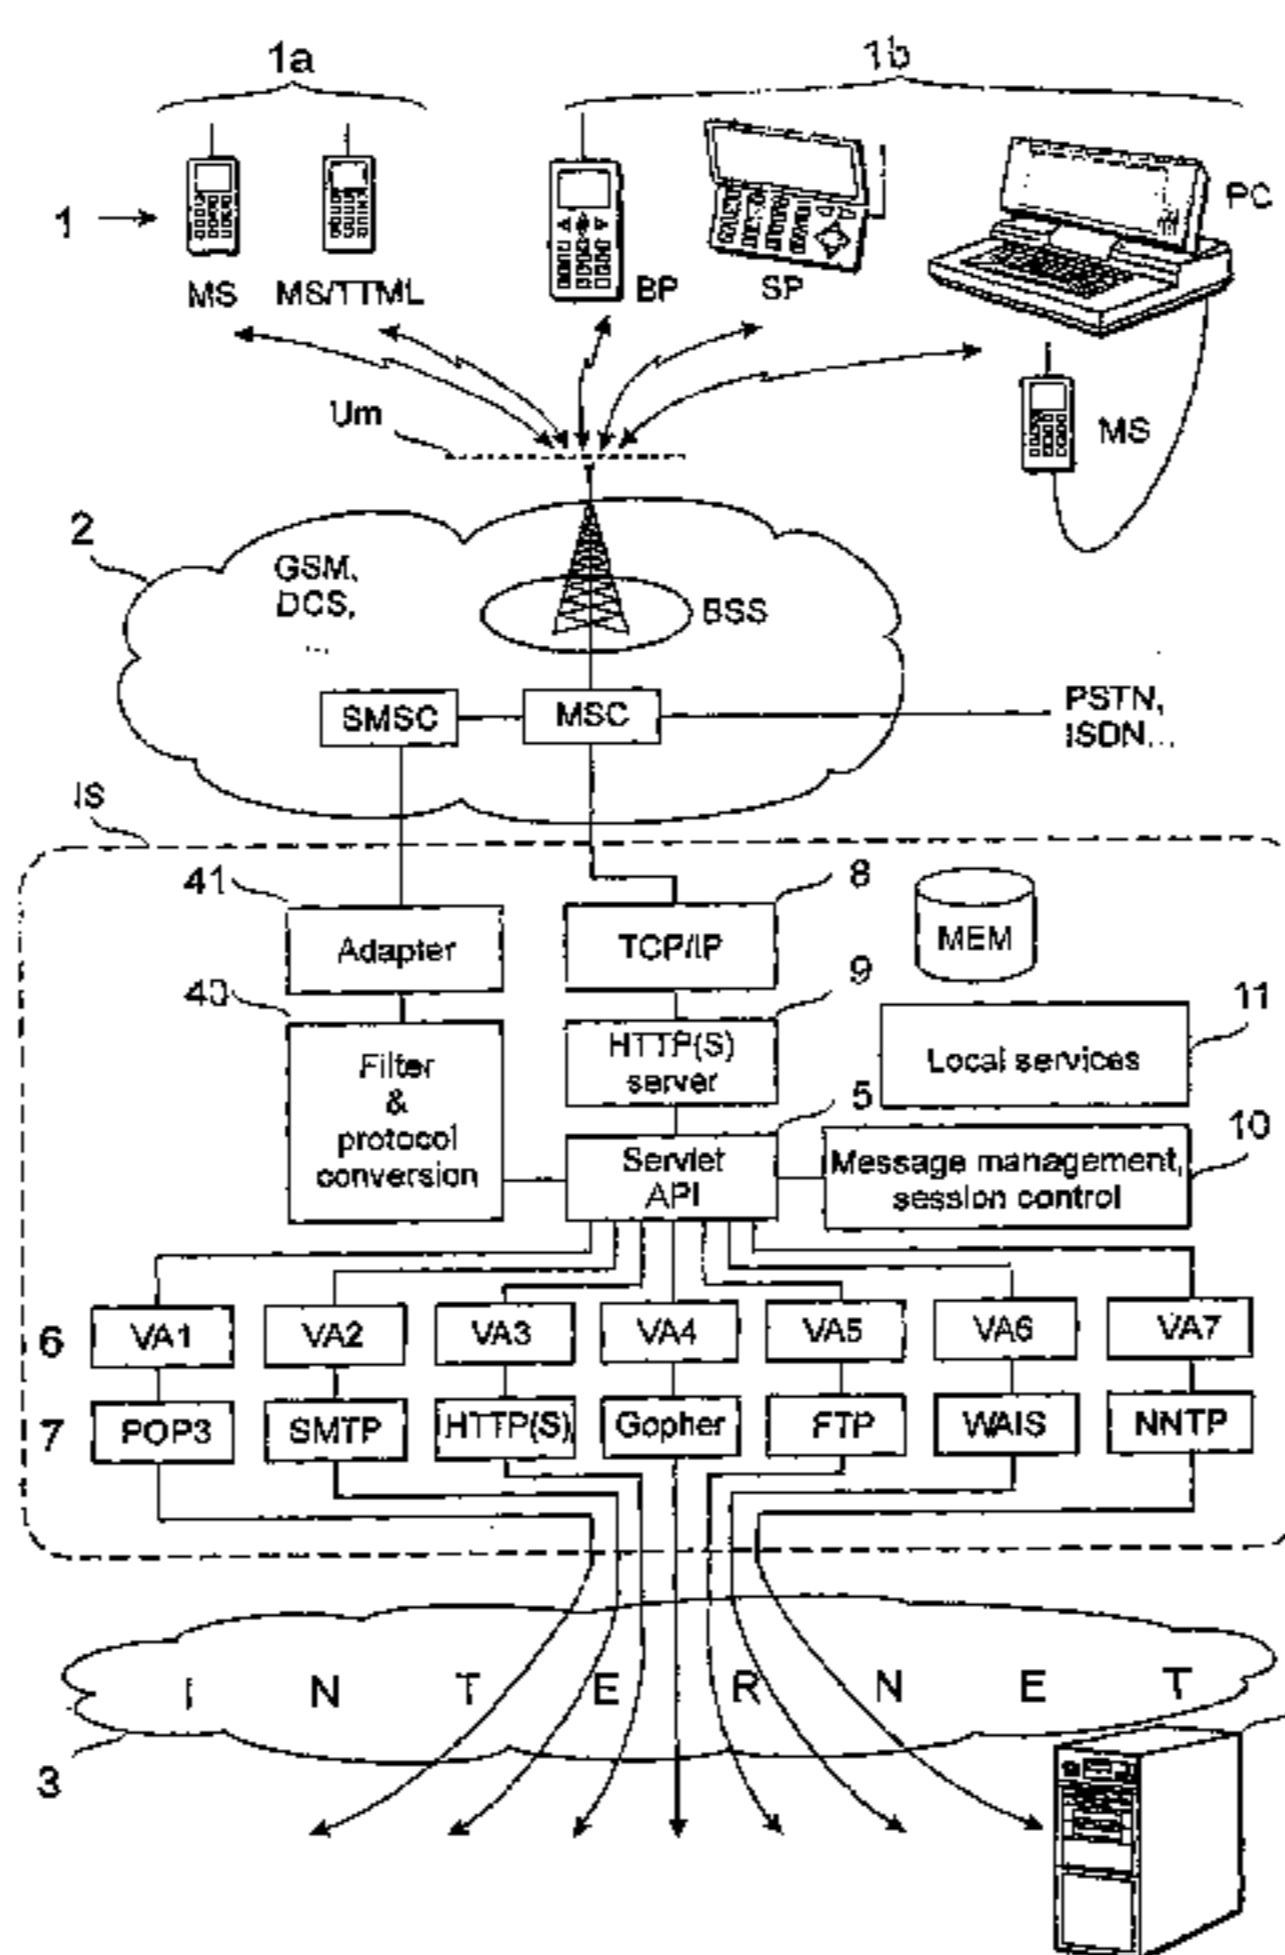 1a
1b
1
MS
MS/TTML
BP
SP
PC
MS
Um
2
GSM,
DCS,
...
BSS
SMSC
MSC
PSTN,
ISDN...
IS
41
Adapter
8
TCP/IP
MEM
40
Filter
&
protocol
conversion
9
HTTP(S)
server
11
Local services
5
Servlet
API
10
Message management,
session control
6
VA1
VA2
VA3
VA4
VA5
VA6
VA7
7
POP3
SMTP
HTTP(S)
Gopher
FTP
WAIS
NNTP
I N T E R N E T
3